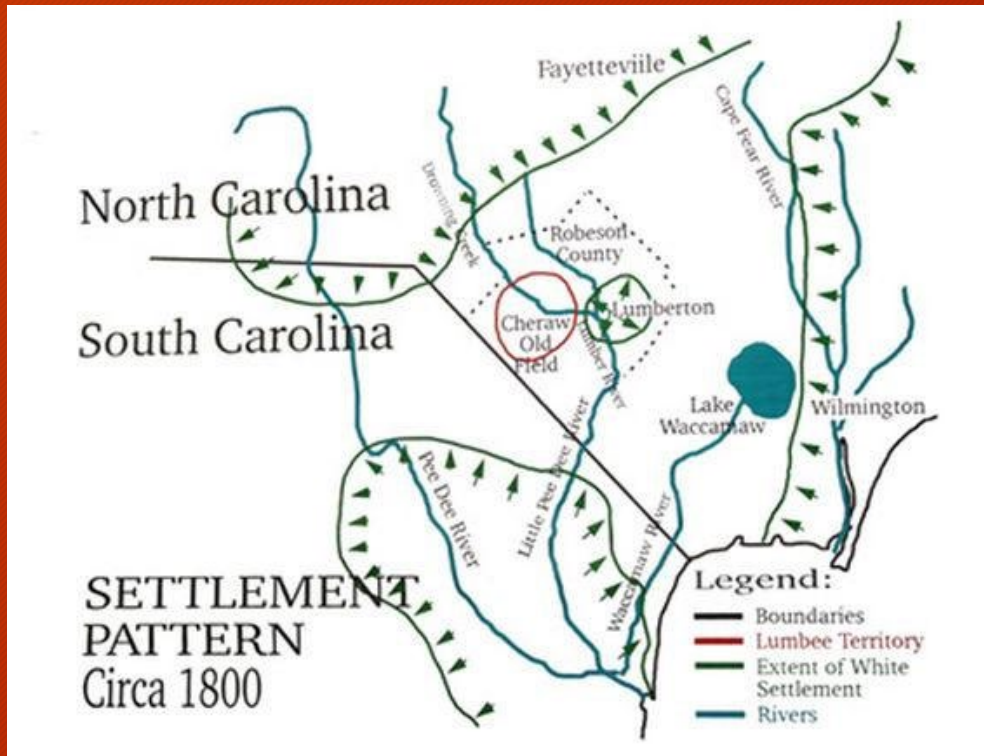 Fayetteviile
Cape Fear River
North Carolina
Drowning Creek
Robeson
County
Lumberton
South Carolina
Cheraw
Old
Field
Lumber River
Lake
Waccamaw
Wilmington
Pee Dee River
Little Pee Dee River
Waccamaw River
SETTLEMENT
PATTERN
Circa 1800
Legend:
Boundaries
Lumbee Territory
Extent of White
Settlement
Rivers